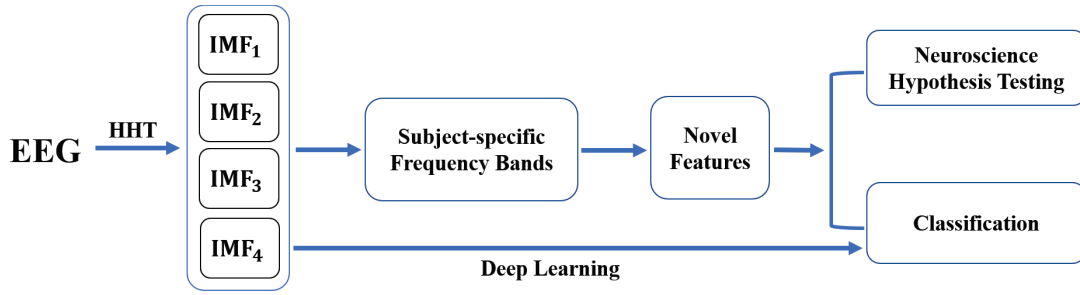 EEG
HHT
IMF₁
IMF₂
IMF₃
IMF₄
Subject-specific
Frequency Bands
Novel
Features
Neuroscience
Hypothesis Testing
Classification
Deep Learning